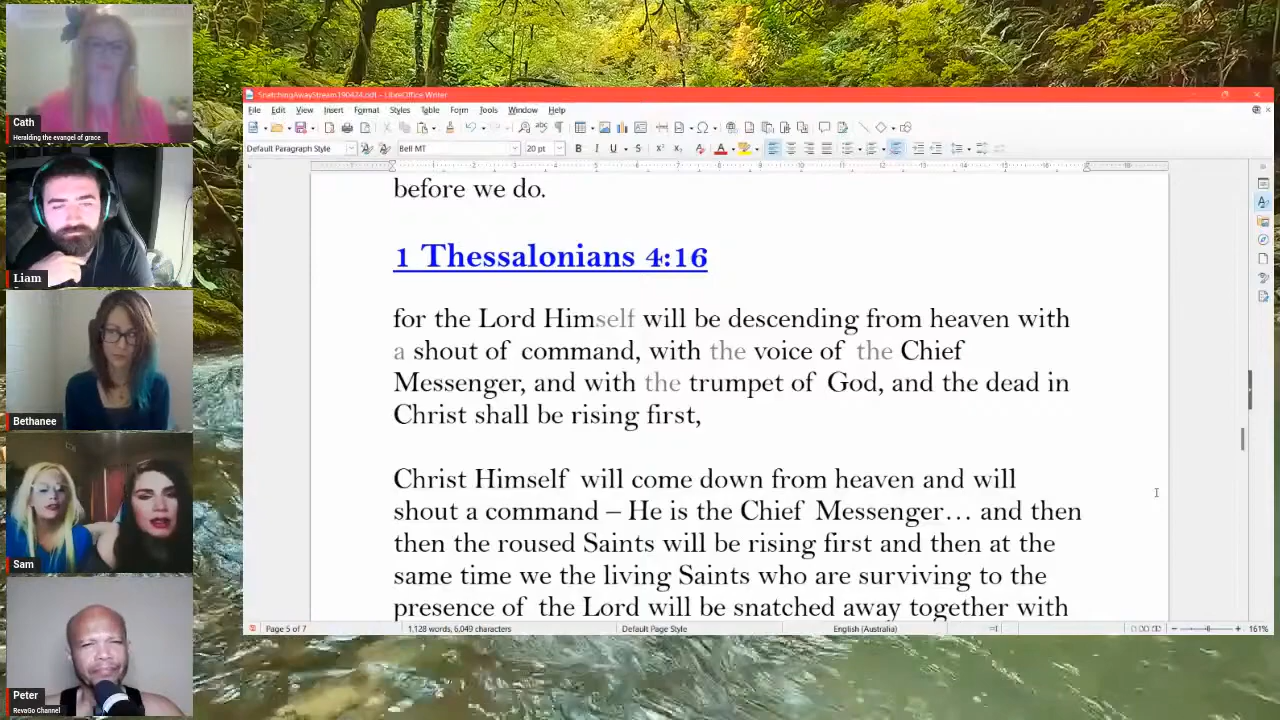 Cath
Heralding the evangel of grace
Liam
Bethanee
Sam
Peter
RevaGo Channel
SnatchingAwayStream190424.odt - LibreOffice Writer
File Edit View Insert Format Styles Table Form Tools Window Help
Default Paragraph Style
Bell MT
20 pt
before we do.
1 Thessalonians 4:16
for the Lord Himself will be descending from heaven with
a shout of command, with the voice of the Chief
Messenger, and with the trumpet of God, and the dead in
Christ shall be rising first,
Christ Himself will come down from heaven and will
shout a command – He is the Chief Messenger… and then
then the roused Saints will be rising first and then at the
same time we the living Saints who are surviving to the
presence of the Lord will be snatched away together with
Page 5 of 7
1,128 words, 6,049 characters
Default Page Style
English (Australia)
161%